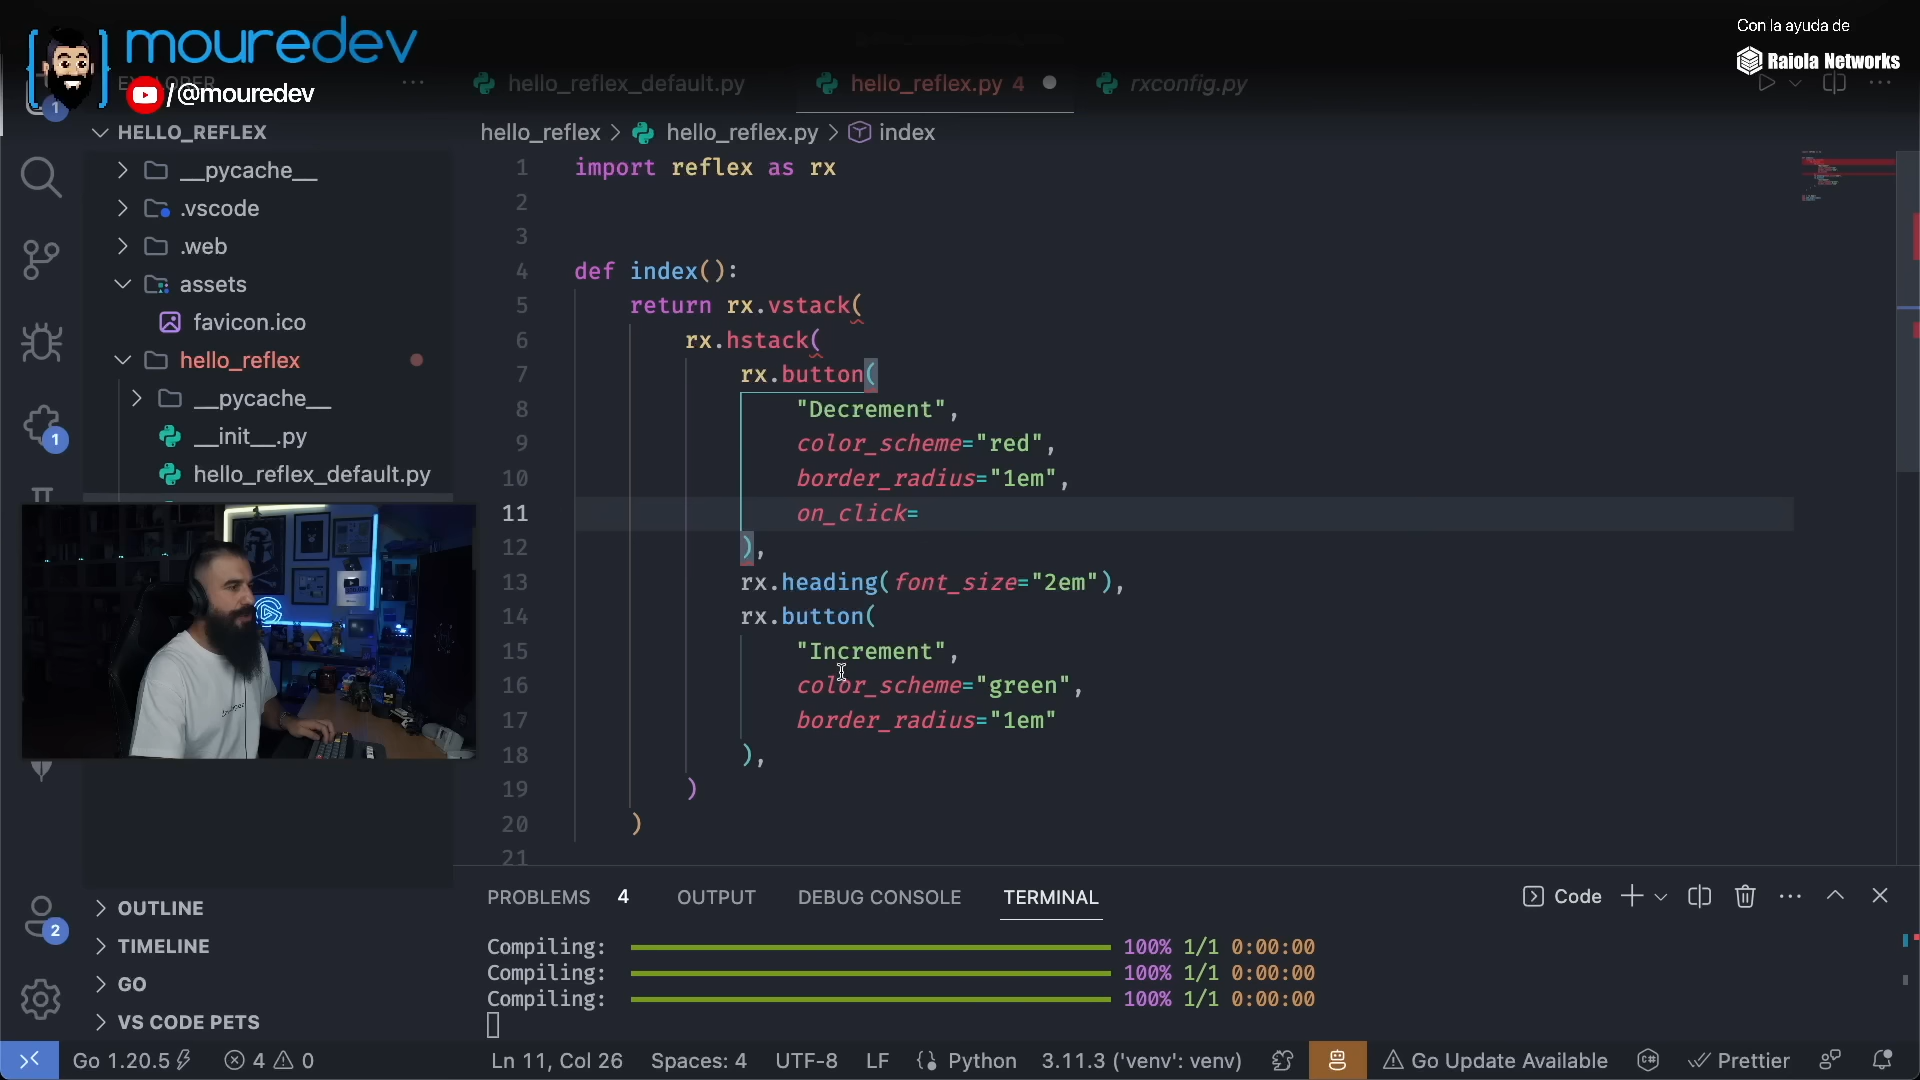 mouredev
/@mouredev
Con la ayuda de
Raiola Networks
EXPLORER
...
hello_reflex_default.py
hello_reflex.py 4
rxconfig.py
...
1
HELLO_REFLEX
hello_reflex > hello_reflex.py > index
__pycache__
.vscode
.web
assets
favicon.ico
hello_reflex
__pycache__
__init__.py
hello_reflex_default.py
1
1 import reflex as rx
2
3
4 def index():
5 return rx.vstack(
6 rx.hstack(
7 rx.button(
8 "Decrement",
9 color_scheme="red",
10 border_radius="1em",
11 on_click=
12 ),
13 rx.heading(font_size="2em"),
14 rx.button(
15 "Increment",
16 color_scheme="green",
17 border_radius="1em"
18 ),
19 )
20 )
21
2
OUTLINE
TIMELINE
GO
VS CODE PETS
PROBLEMS 4 OUTPUT DEBUG CONSOLE TERMINAL
Code
...
Compiling: 100% 1/1 0:00:00
Compiling: 100% 1/1 0:00:00
Compiling: 100% 1/1 0:00:00
Go 1.20.5 4 0 Ln 11, Col 26 Spaces: 4 UTF-8 LF Python 3.11.3 ('venv': venv) Go Update Available Prettier